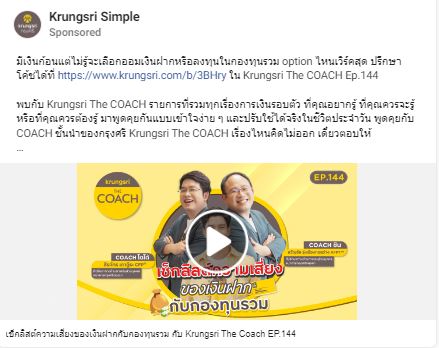 Krungsri Simple
Sponsored
มีเงินก้อนแต่ไม่รู้จะเลือกออมเงินฝากหรือลงทุนในกองทุนรวม option ไหนเวิร์คสุด ปรึกษา
โค้ชได้ที่ https://www.krungsri.com/b/3BHry ใน Krungsri The COACH Ep.144
พบกับ Krungsri The COACH รายการที่รวมทุกเรื่องการเงินรอบตัว ที่คุณอยากรู้ ที่คุณควรจะรู้
หรือที่คุณควรต้องรู้ มาพูดคุยกันแบบเข้าใจง่าย ๆ และปรับใช้ได้จริงในชีวิตประจำวัน พูดคุยกับ
COACH ชั้นนำของกรุงศรี Krungsri The COACH เรื่องไหนคิดไม่ออก เดี๋ยวตอบให้
...
krungsri
กรุงศรี
krungsri
THE
COACH
EP.144
COACH โอโก้
COACH ซัน
เช็กลิสต์ความเสี่ยง
ของเงินฝาก
กับกองทุนรวม
เช็กลิสต์ความเสี่ยงของเงินฝากกับกองทุนรวม กับ Krungsri The Coach EP.144